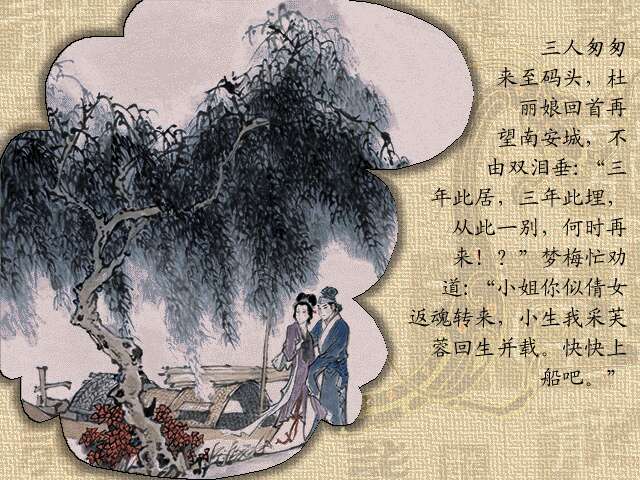 三人匆匆
来至码头，杜
丽娘回首再
望南安城，不
由双泪垂：“三
年此居，三年此埋，
从此一别，何时再
来！？”梦梅忙劝
道：“小姐你似倩女
返魂转来，小生我采芙
蓉回生并载。快快上
船吧。”